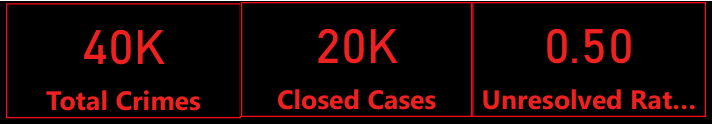 40K
Total Crimes
20K
Closed Cases
0.50
Unresolved Rat...